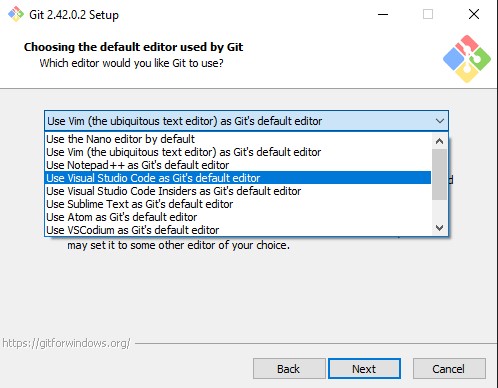 Git 2.42.0.2 Setup
Choosing the default editor used by Git
Which editor would you like Git to use?
Use Vim (the ubiquitous text editor) as Git's default editor
Use the Nano editor by default
Use Vim (the ubiquitous text editor) as Git's default editor
Use Notepad++ as Git's default editor
Use Visual Studio Code as Git's default editor
Use Visual Studio Code Insiders as Git's default editor
Use Sublime Text as Git's default editor
Use Atom as Git's default editor
Use VSCodium as Git's default editor
may set it to some other editor of your choice.
https://gitforwindows.org/
Back
Next
Cancel